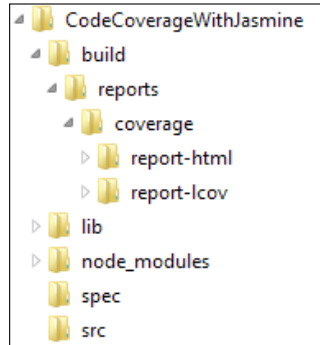 CodeCoverageWithJasmine
build
reports
coverage
report-html
report-lcov
lib
node_modules
spec
src